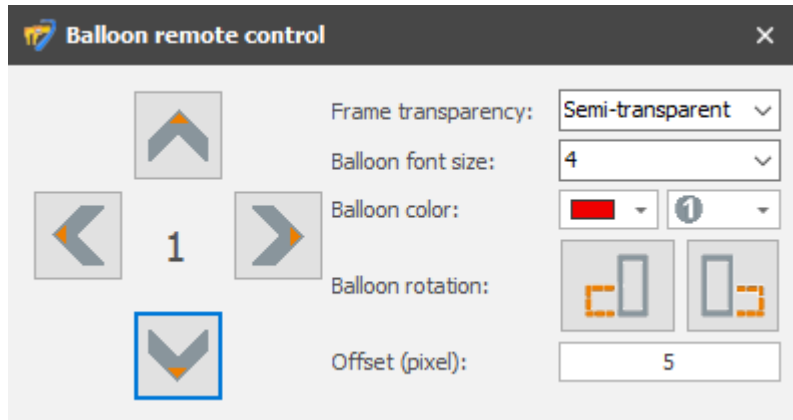 Balloon remote control
Frame transparency: Semi-transparent
Balloon font size: 4
Balloon color: 1
1
Balloon rotation:
Offset (pixel): 5